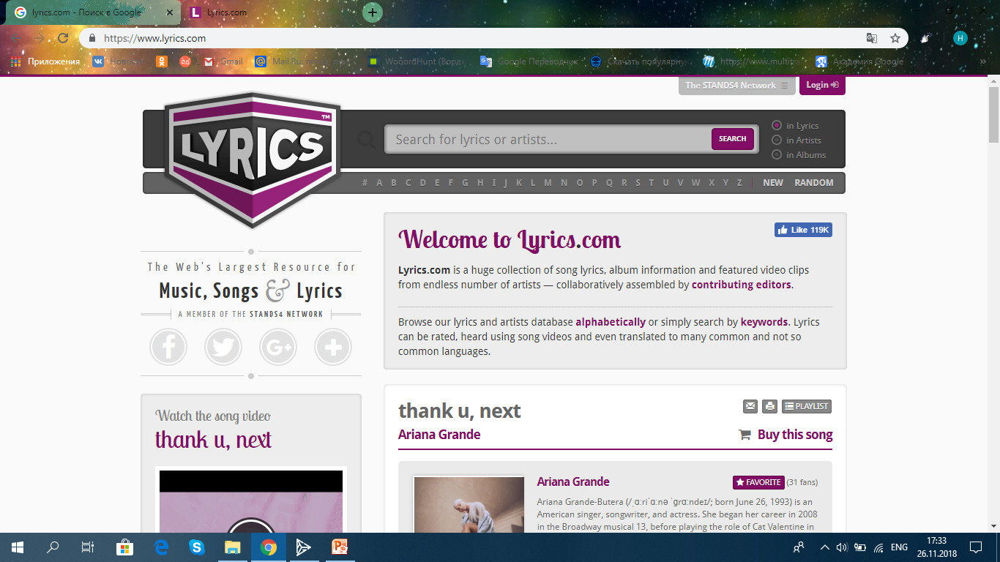 lyrics.com - Поиск в Google
Lyrics.com
https://www.lyrics.com
Приложения
Новости
Gmail
Mail.Ru:
WooordHunt (Ворд
Google Переводчик
Скачать популярную
https://www.multitra
Академия Google
»
The STANDS4 Network
Login
LYRICS
TM
Search for lyrics or artists...
SEARCH
in Lyrics
in Artists
in Albums
# A B C D E F G H I J K L M N O P Q R S T U V W X Y Z NEW RANDOM
Welcome to Lyrics.com
Like 119K
Lyrics.com is a huge collection of song lyrics, album information and featured video clips
from endless number of artists — collaboratively assembled by contributing editors.
Browse our lyrics and artists database alphabetically or simply search by keywords. Lyrics
can be rated, heard using song videos and even translated to many common and not so
common languages.
The Web's Largest Resource for
Music, Songs & Lyrics
A MEMBER OF THE STANDS4 NETWORK
Watch the song video
thank u, next
thank u, next
PLAYLIST
Ariana Grande
Buy this song
Ariana Grande
FAVORITE (31 fans)
Ariana Grande-Butera (/ˌɑːriˈɑːnə ˈɡrɑːndeɪ/; born June 26, 1993) is an
American singer, songwriter, and actress. She began her career in 2008
in the Broadway musical 13, before playing the role of Cat Valentine in
ENG
17:33
26.11.2018